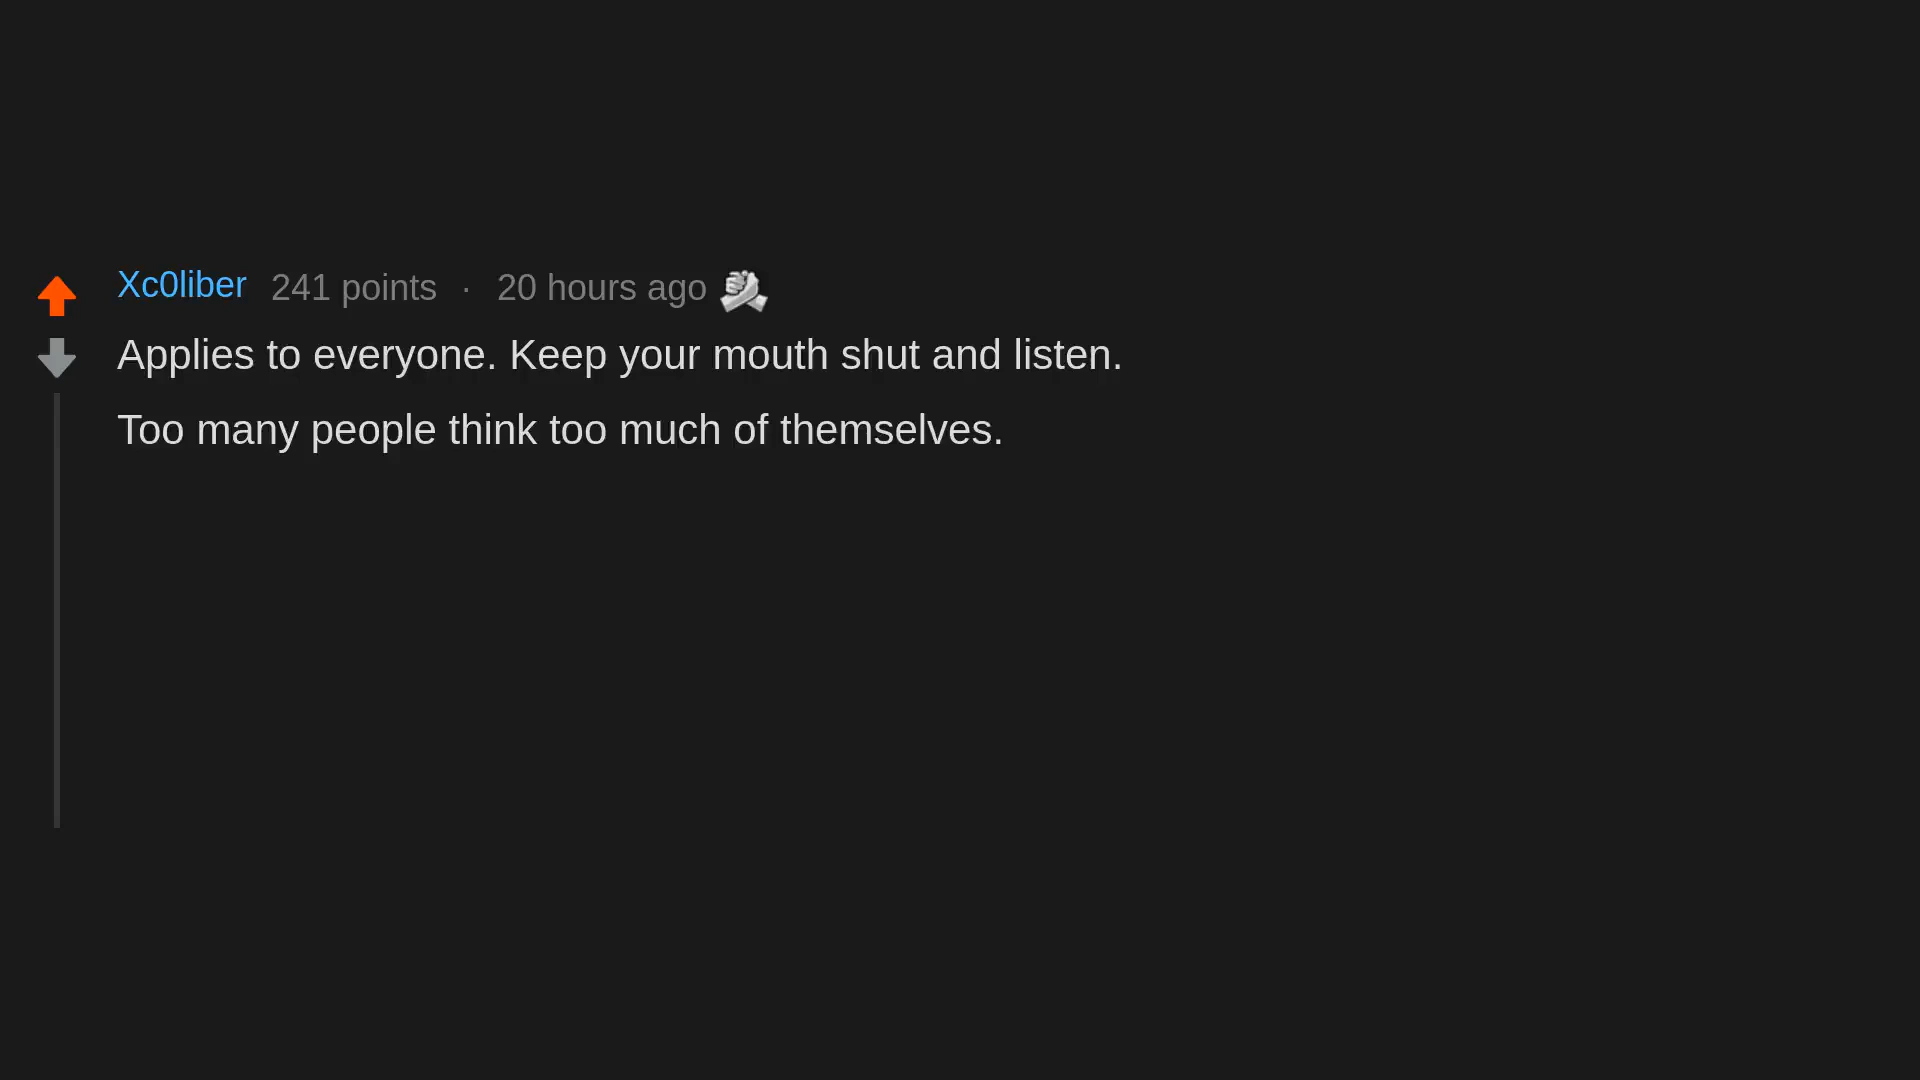 Xc0liber 241 points · 20 hours ago
Applies to everyone. Keep your mouth shut and listen.
Too many people think too much of themselves.